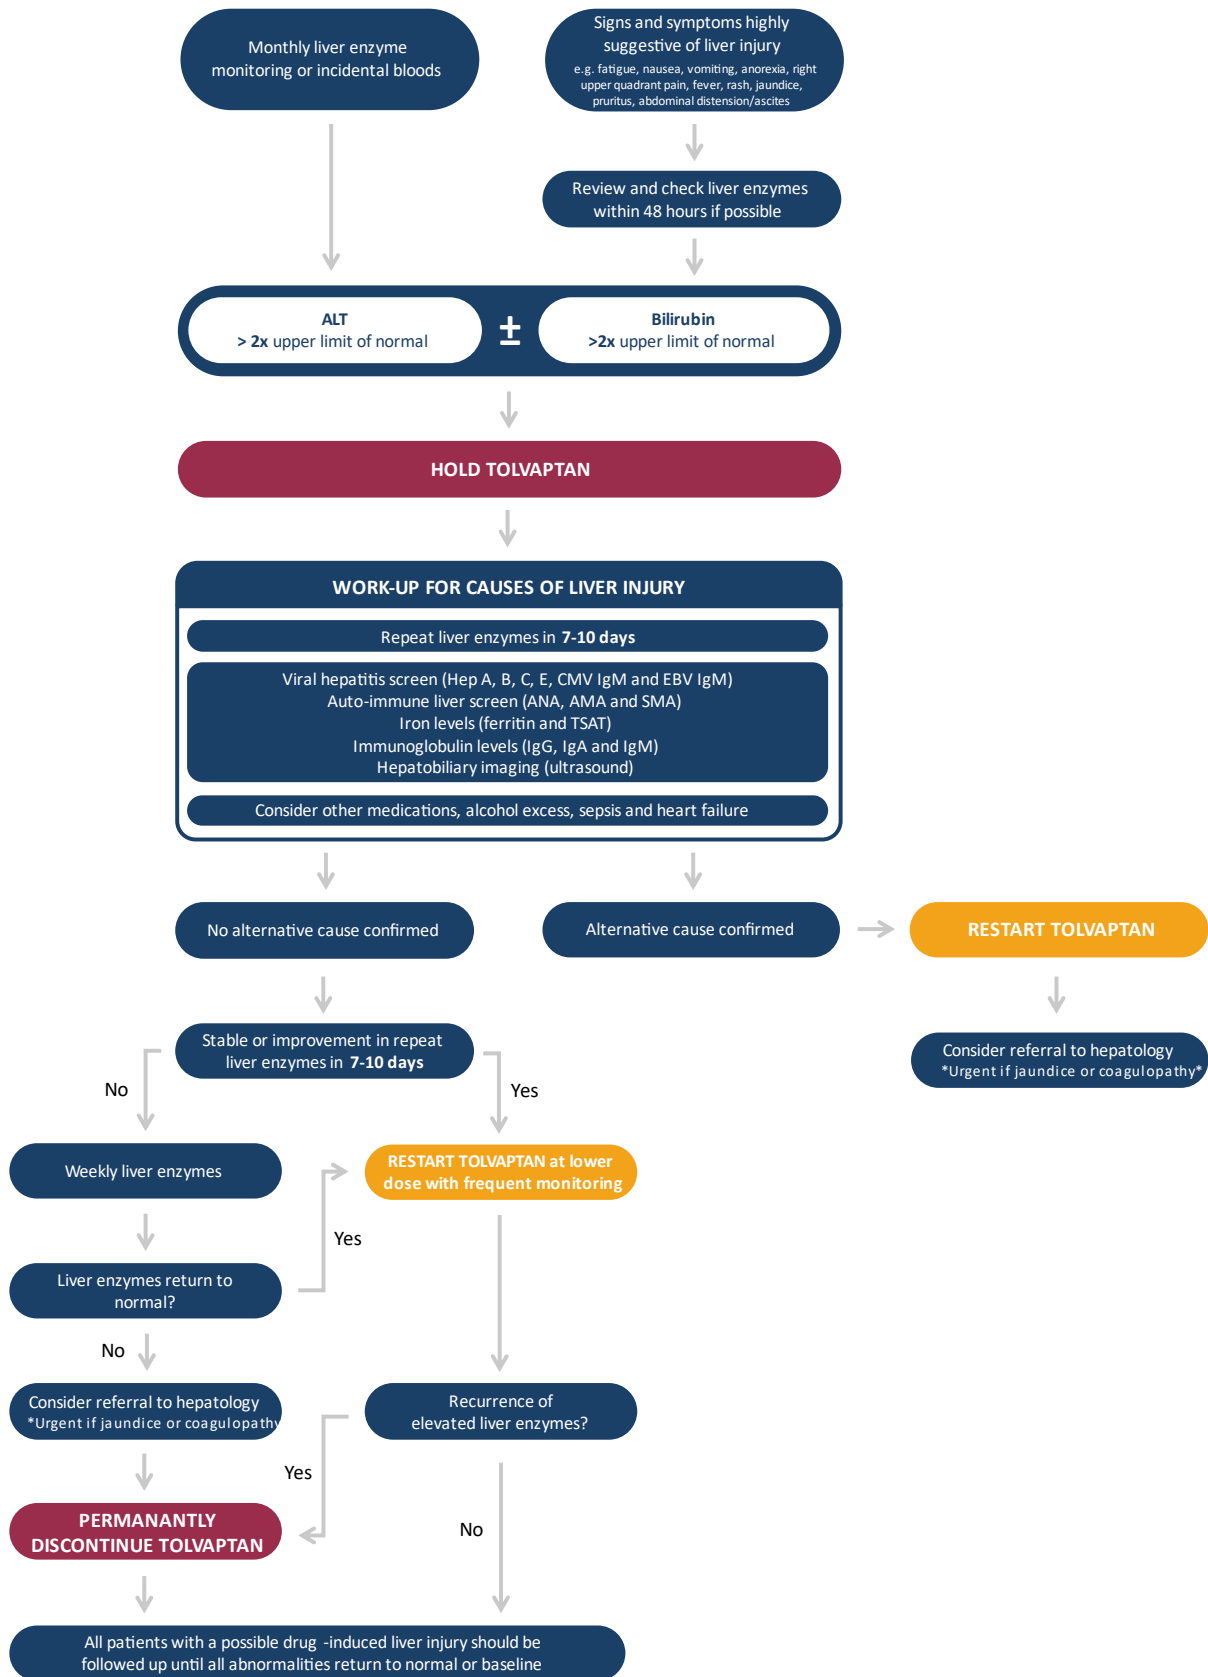 Monthly liver enzyme
monitoring or incidental bloods
Signs and symptoms highly
suggestive of liver injury
e.g. fatigue, nausea, vomiting, anorexia, right
upper quadrant pain, fever, rash, jaundice,
pruritus, abdominal distension/ascites
Review and check liver enzymes
within 48 hours if possible
ALT
> 2x upper limit of normal
±
Bilirubin
>2x upper limit of normal
HOLD TOLVAPTAN
WORK-UP FOR CAUSES OF LIVER INJURY
Repeat liver enzymes in 7-10 days
Viral hepatitis screen (Hep A, B, C, E, CMV IgM and EBV IgM)
Auto-immune liver screen (ANA, AMA and SMA)
Iron levels (ferritin and TSAT)
Immunoglobulin levels (IgG, IgA and IgM)
Hepatobiliary imaging (ultrasound)
Consider other medications, alcohol excess, sepsis and heart failure
No alternative cause confirmed
Alternative cause confirmed
RESTART TOLVAPTAN
Consider referral to hepatology
*Urgent if jaundice or coagulopathy*
Stable or improvement in repeat
liver enzymes in 7-10 days
No
Yes
Weekly liver enzymes
RESTART TOLVAPTAN at lower
dose with frequent monitoring
Yes
Liver enzymes return to
normal?
No
Consider referral to hepatology
*Urgent if jaundice or coagulopathy
Recurrence of
elevated liver enzymes?
Yes
PERMANANTLY
DISCONTINUE TOLVAPTAN
No
All patients with a possible drug -induced liver injury should be
followed up until all abnormalities return to normal or baseline